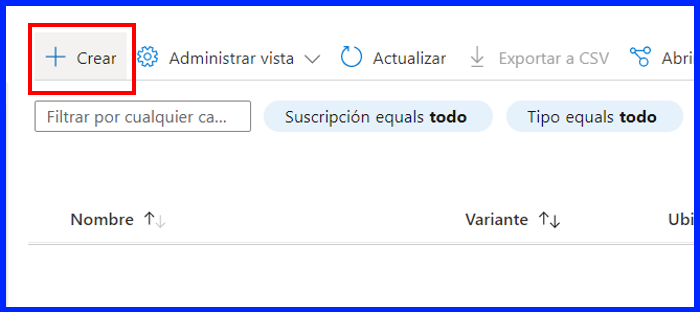 Crear Administrar vista Actualizar Exportar a CSV Abri
Filtrar por cualquier ca... Suscripción equals todo Tipo equals todo
Nombre Variante Ubi